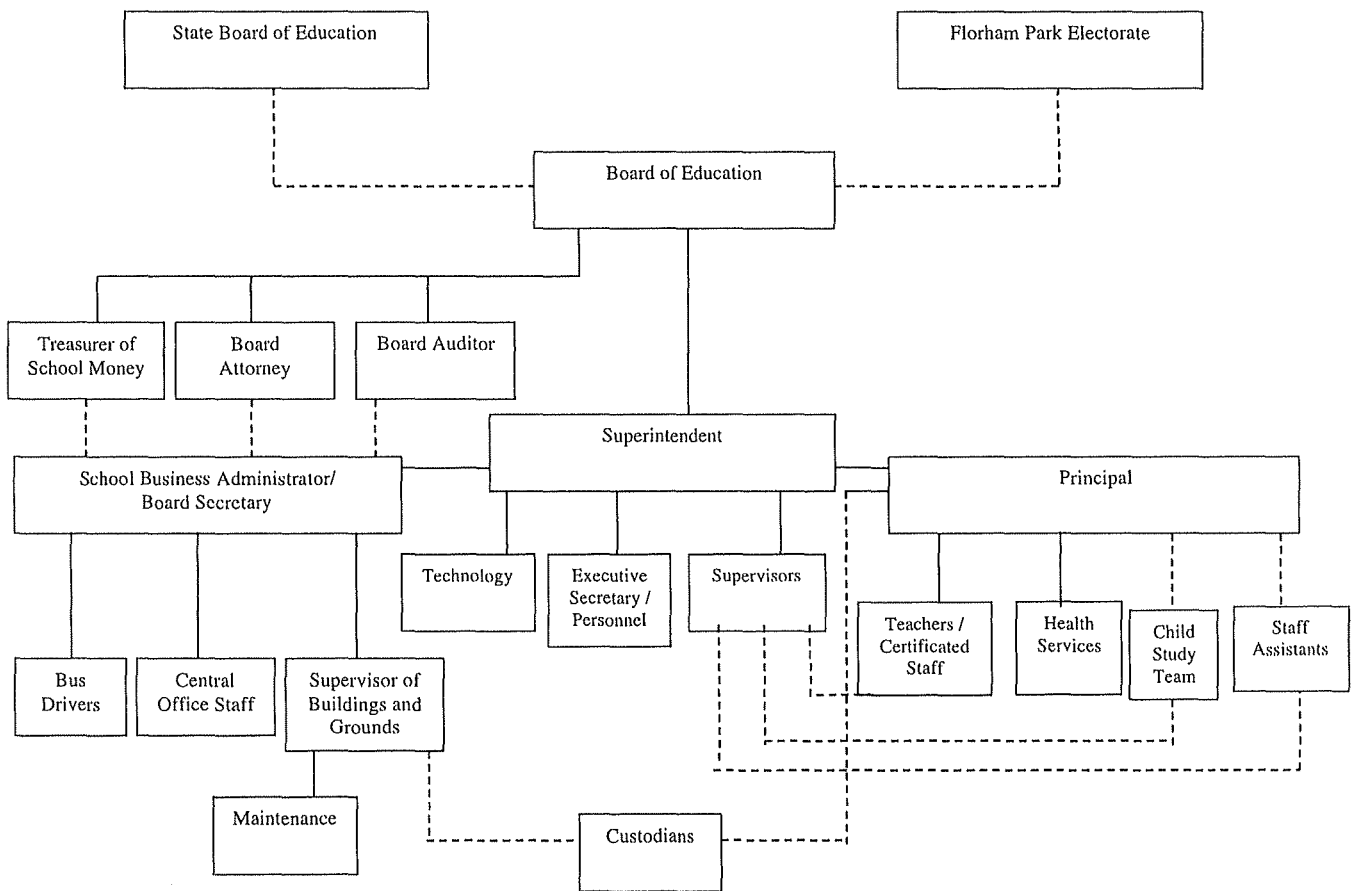 State Board of Education
Florham Park Electorate
Board of Education
Treasurer of
School Money
Board
Attorney
Board Auditor
Superintendent
School Business Administrator/
Board Secretary
Principal
Technology
Executive
Secretary /
Personnel
Supervisors
Teachers /
Certificated
Staff
Health
Services
Child
Study
Team
Staff
Assistants
Bus
Drivers
Central
Office Staff
Supervisor of
Buildings and
Grounds
Maintenance
Custodians